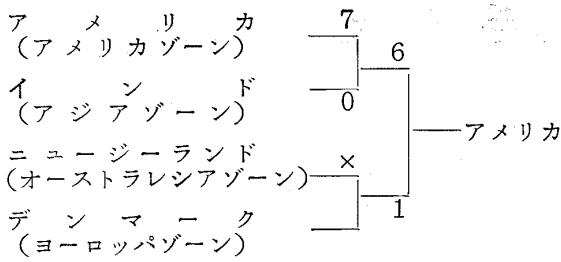 アメリカ 7
(アメリカゾーン) 6
インド
(アジアゾーン) 0
アメリカ
ニュージーランド ×
(オーストラレシアゾーン)
1
デンマーク
(ヨーロッパゾーン)